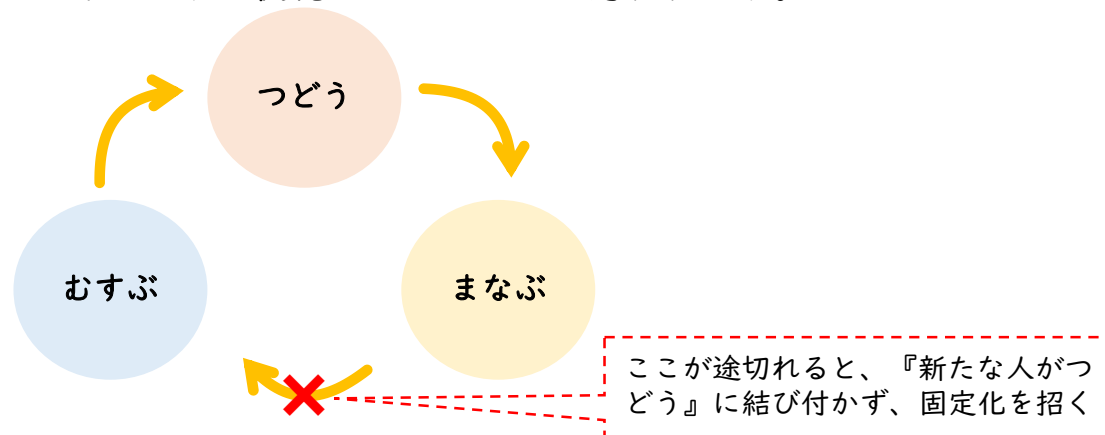 つどう
むすぶ
まなぶ
ここが途切れると、『新たな人がつ
どう』に結び付かず、固定化を招く